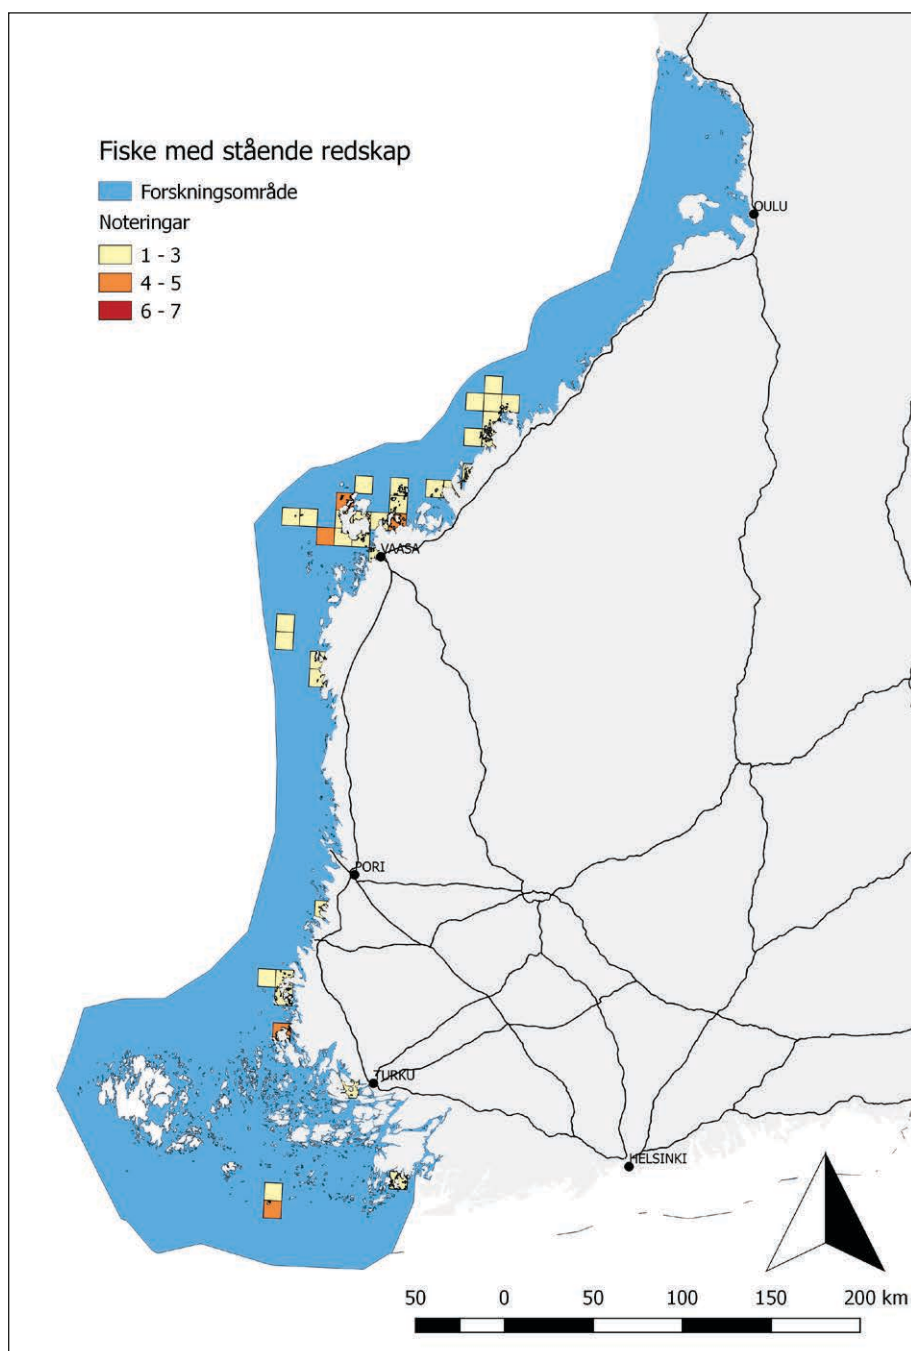 Fiske med stående redskap
Forskningsområde
Noteringar
1 - 3
4 - 5
6 - 7
OULU
VAASA
PORI
TURKU
HELSINKI
50 0 50 100 150 200 km